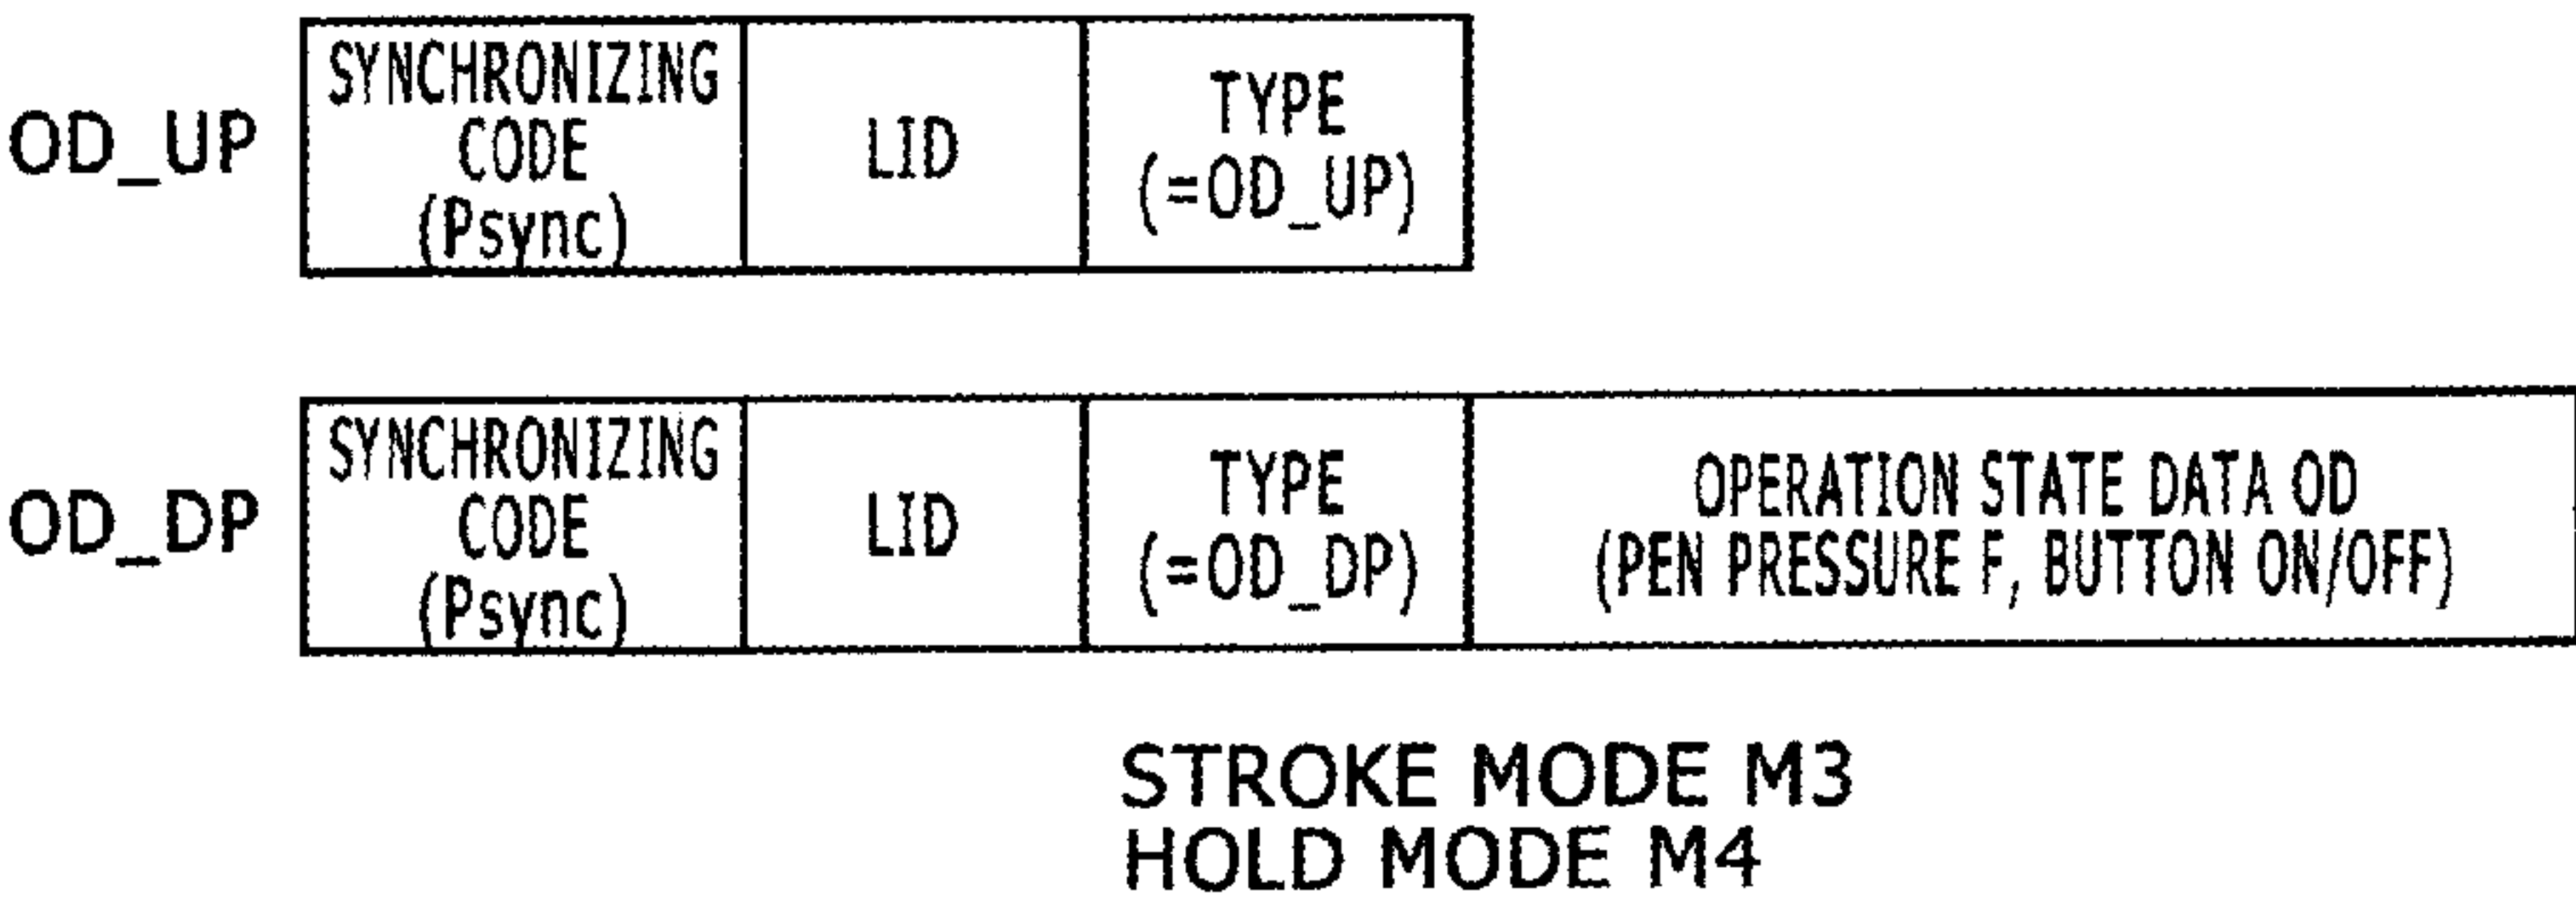 OD_UP
SYNCHRONIZING
CODE
(Psync)
LID
TYPE
(=OD_UP)
OD_DP
SYNCHRONIZING
CODE
(Psync)
LID
TYPE
(=OD_DP)
OPERATION STATE DATA OD
(PEN PRESSURE F, BUTTON ON/OFF)
STROKE MODE M3
HOLD MODE M4